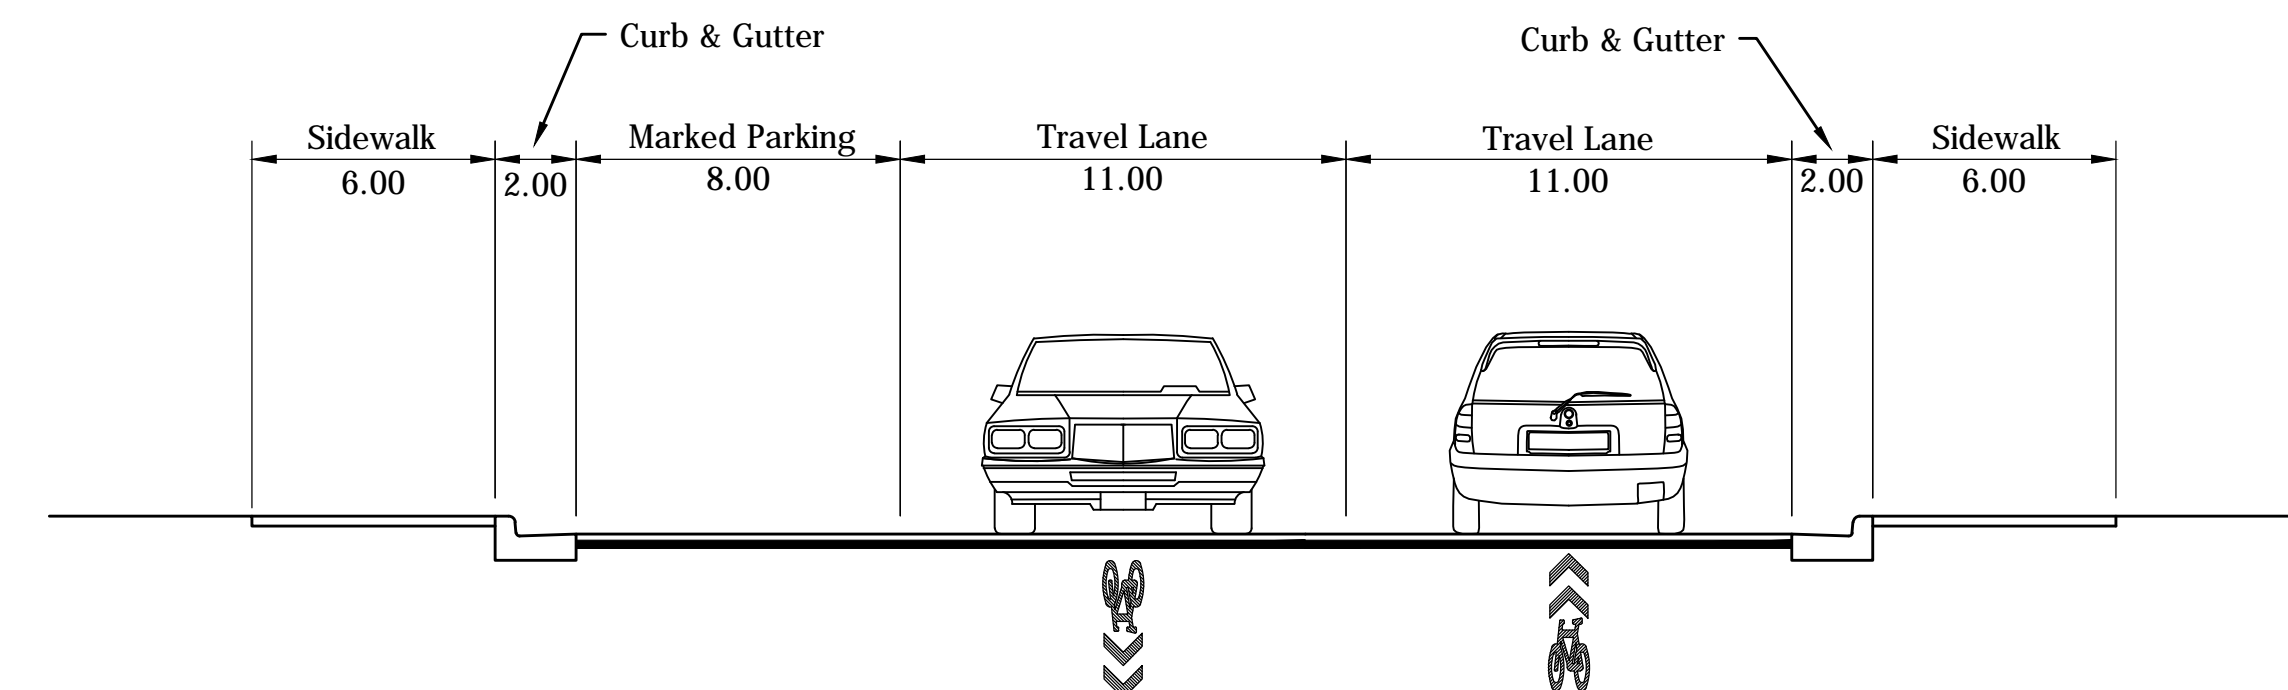 Curb & Gutter
Curb & Gutter
Sidewalk
Marked Parking
Travel Lane
Travel Lane
Sidewalk
6.00
2.00
8.00
11.00
11.00
2.00
6.00